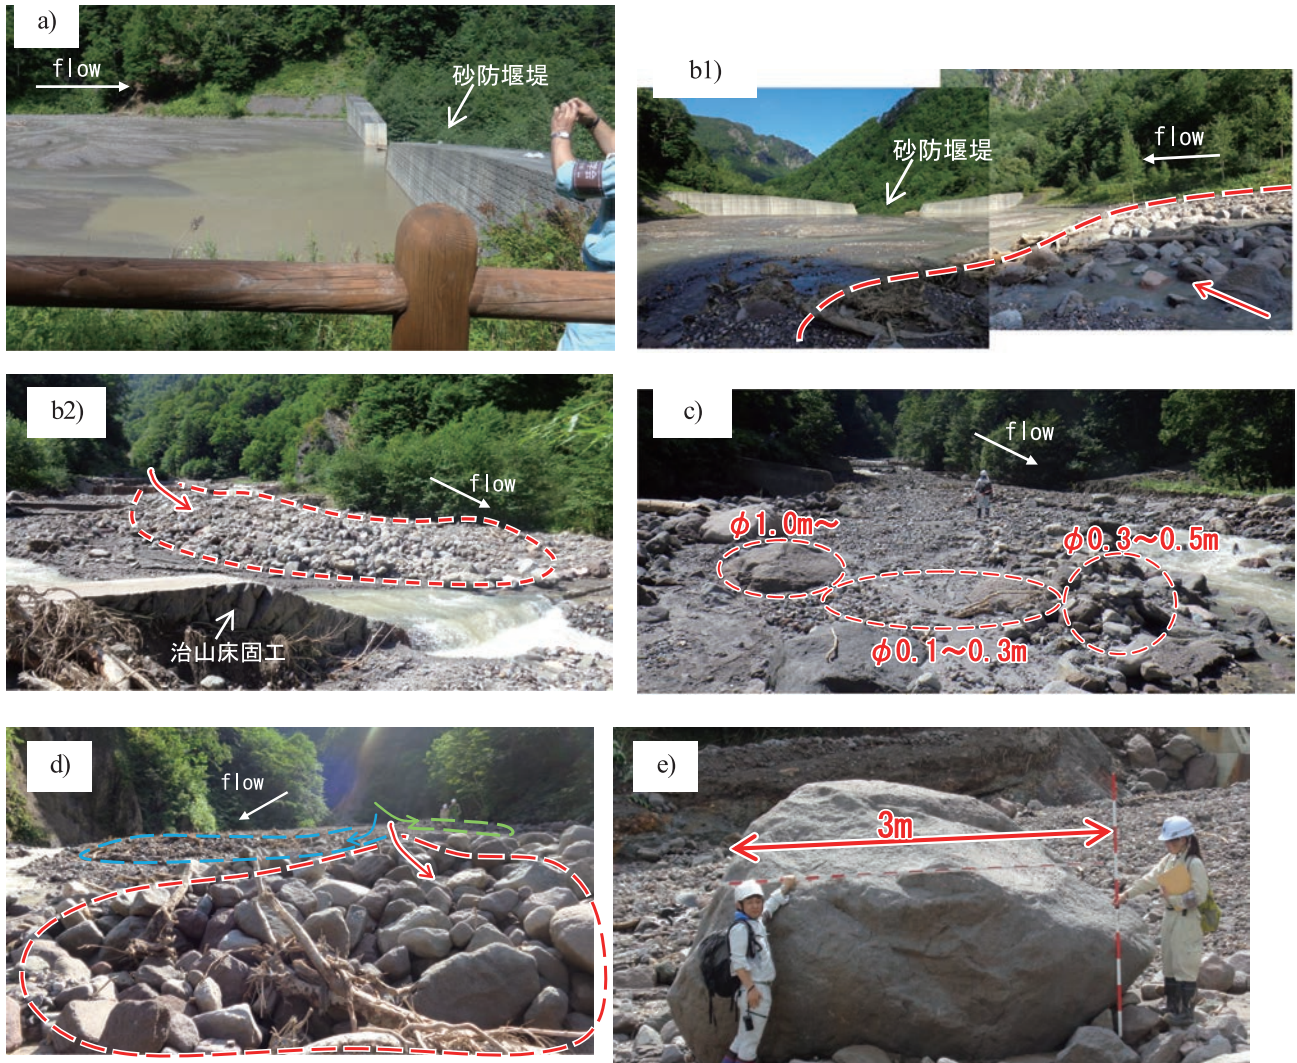 a)
flow
砂防堰堤
b1)
砂防堰堤
flow
b2)
flow
治山床固工
c)
flow
φ1.0m～
φ0.3～0.5m
φ0.1～0.3m
d)
flow
e)
3m